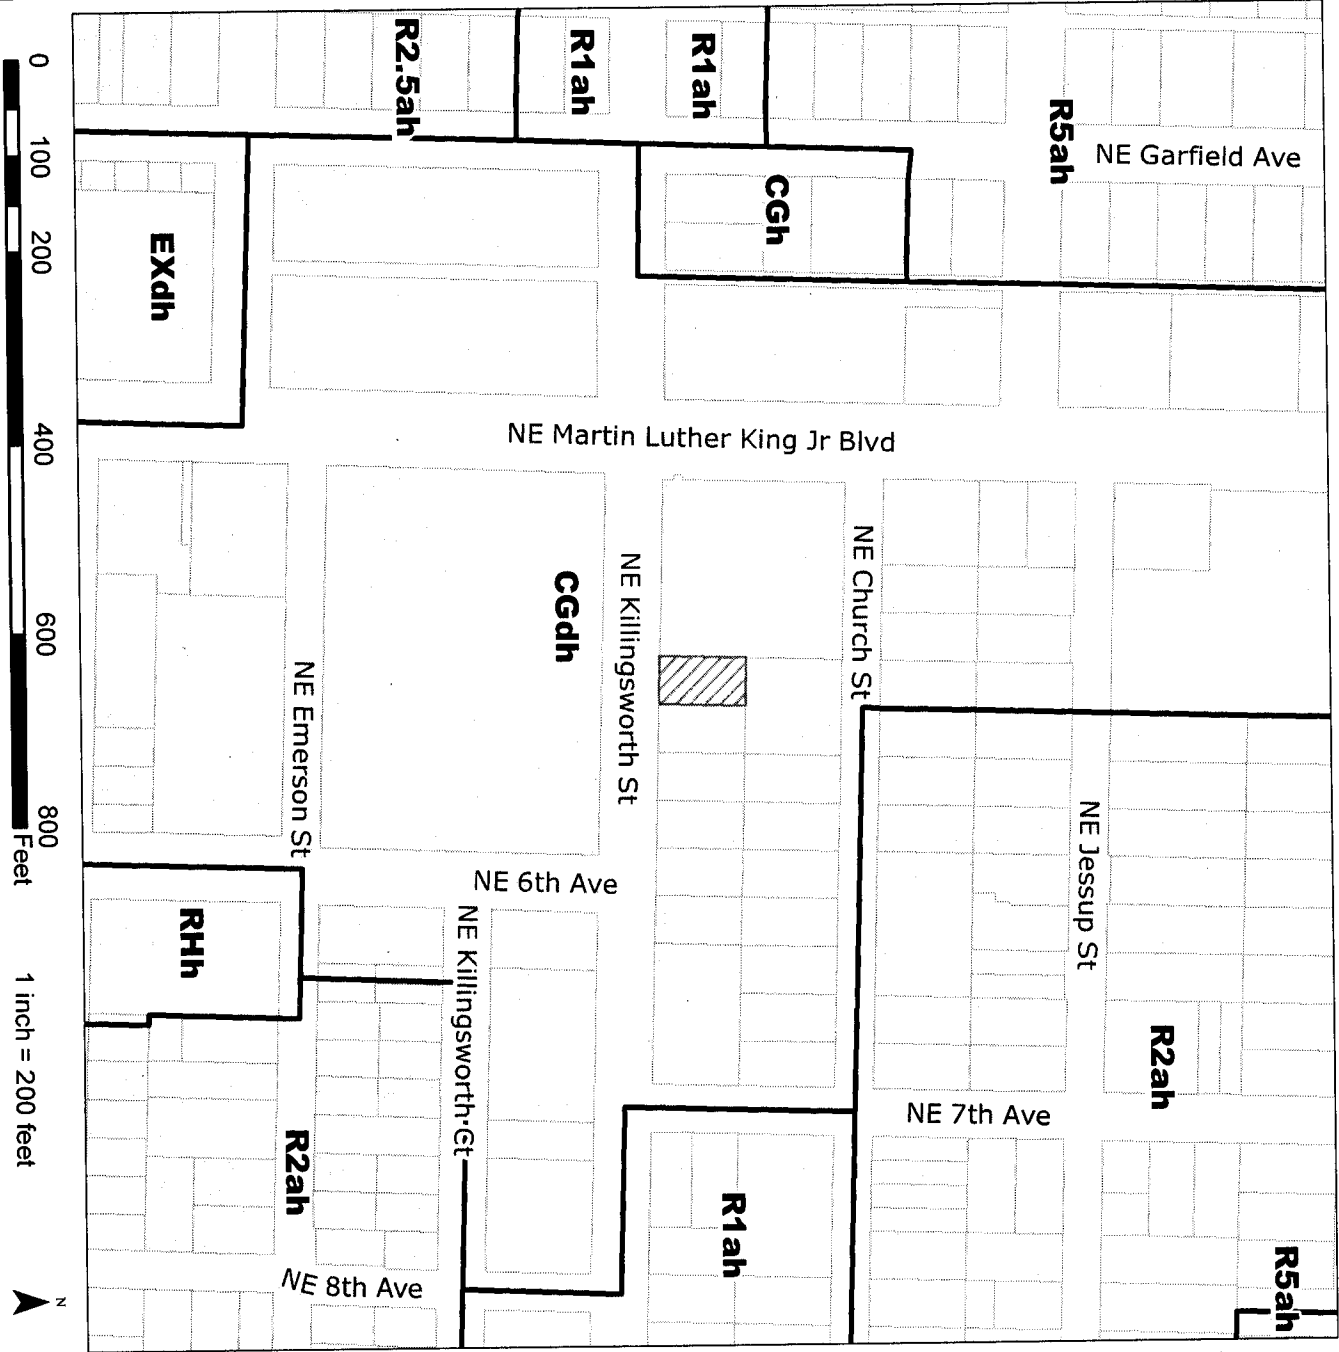 R2.5ah
R1ah
R1ah
R5ah
NE Garfield Ave
CGh
EXdh
NE Martin Luther King Jr Blvd
NE Killingsworth St
NE Church St
CGdh
NE Emerson St
NE 6th Ave
NE Jessup St
RHh
NE Killingsworth Ct
R2ah
NE 7th Ave
R2ah
R1ah
NE 8th Ave
R5ah
0 100 200 400 600 800
Feet
1 inch = 200 feet
N